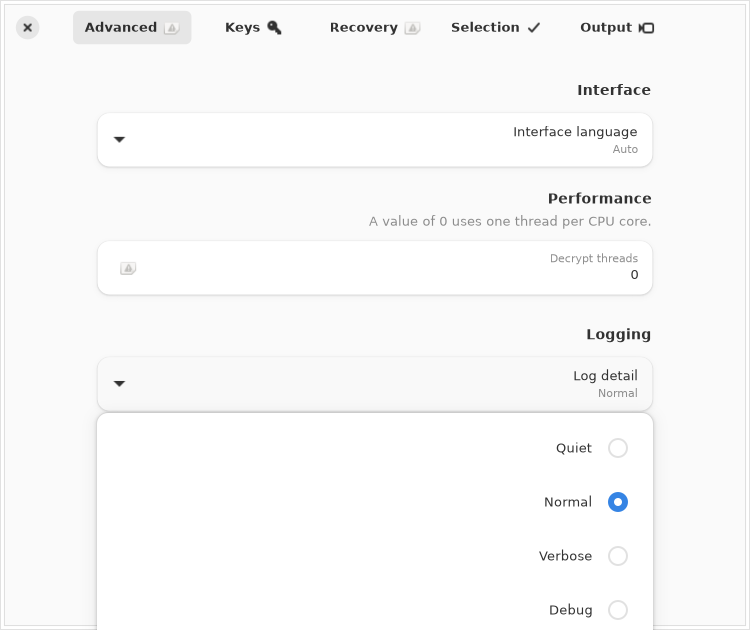 Advanced
Keys
Recovery
Selection
Output
Interface
Interface language
Auto
Performance
A value of 0 uses one thread per CPU core.
Decrypt threads
0
Logging
Log detail
Normal
Quiet
Normal
Verbose
Debug